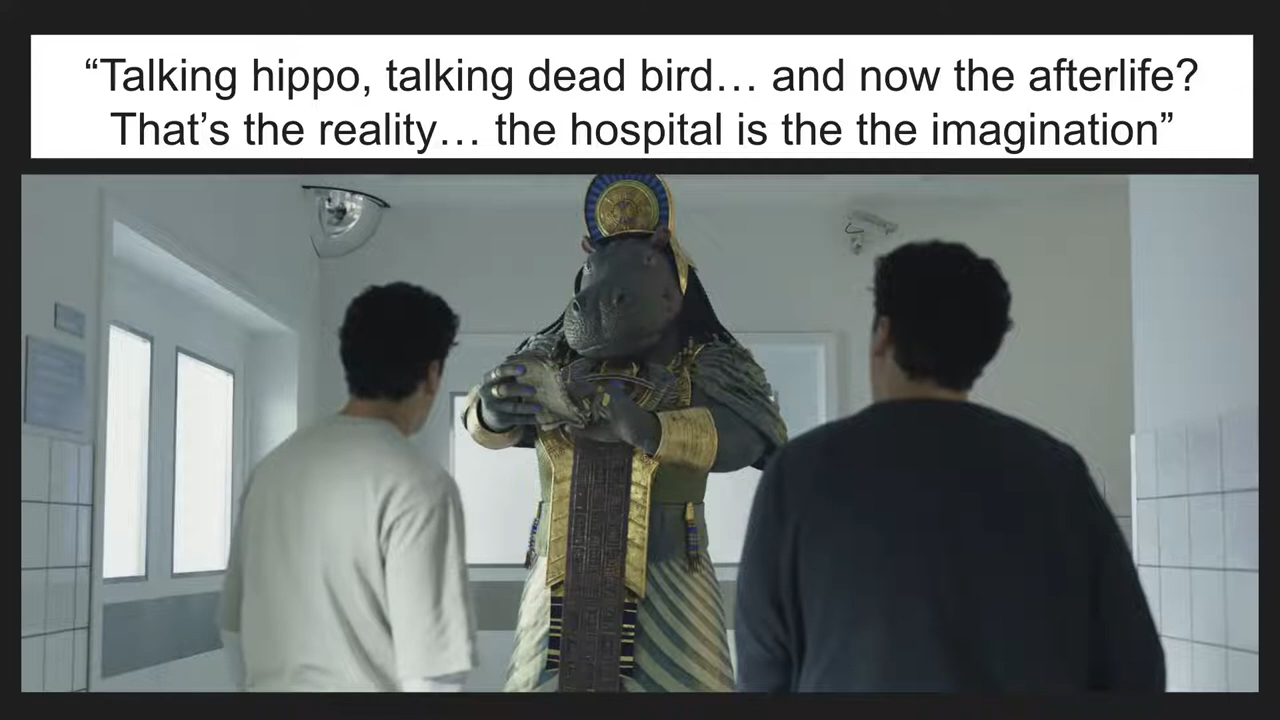 “Talking hippo, talking dead bird… and now the afterlife?
That’s the reality… the hospital is the the imagination”